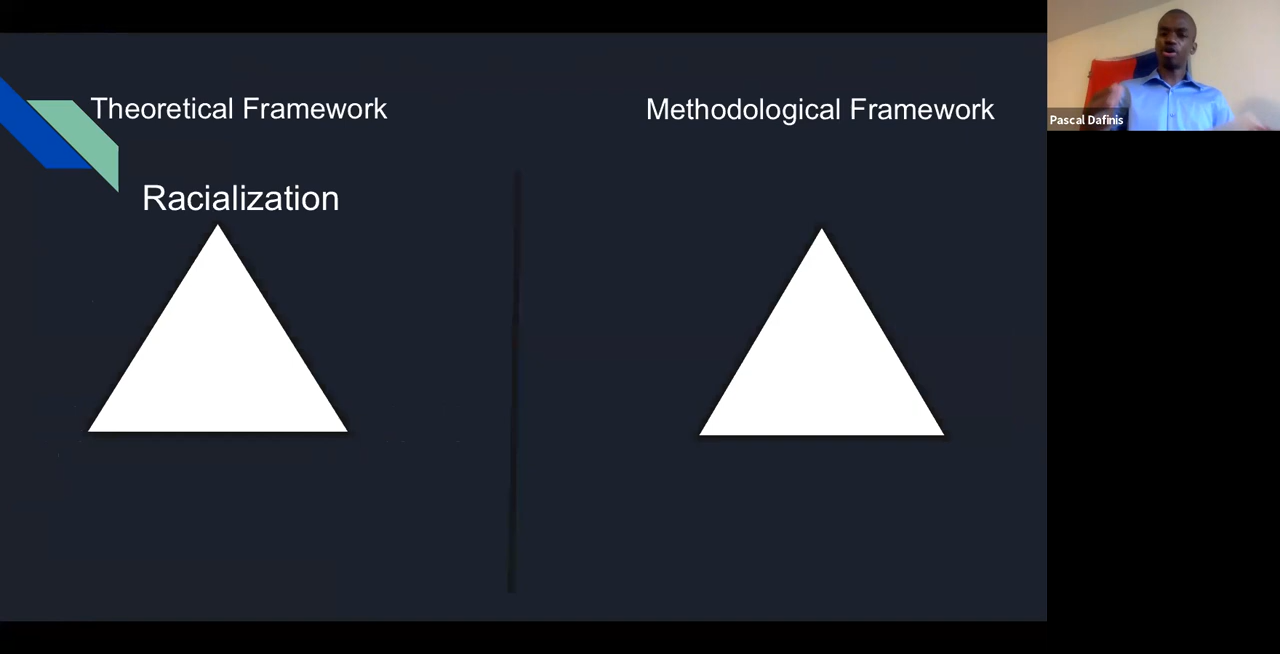 Theoretical Framework
Methodological Framework
Racialization
Pascal Dafinis